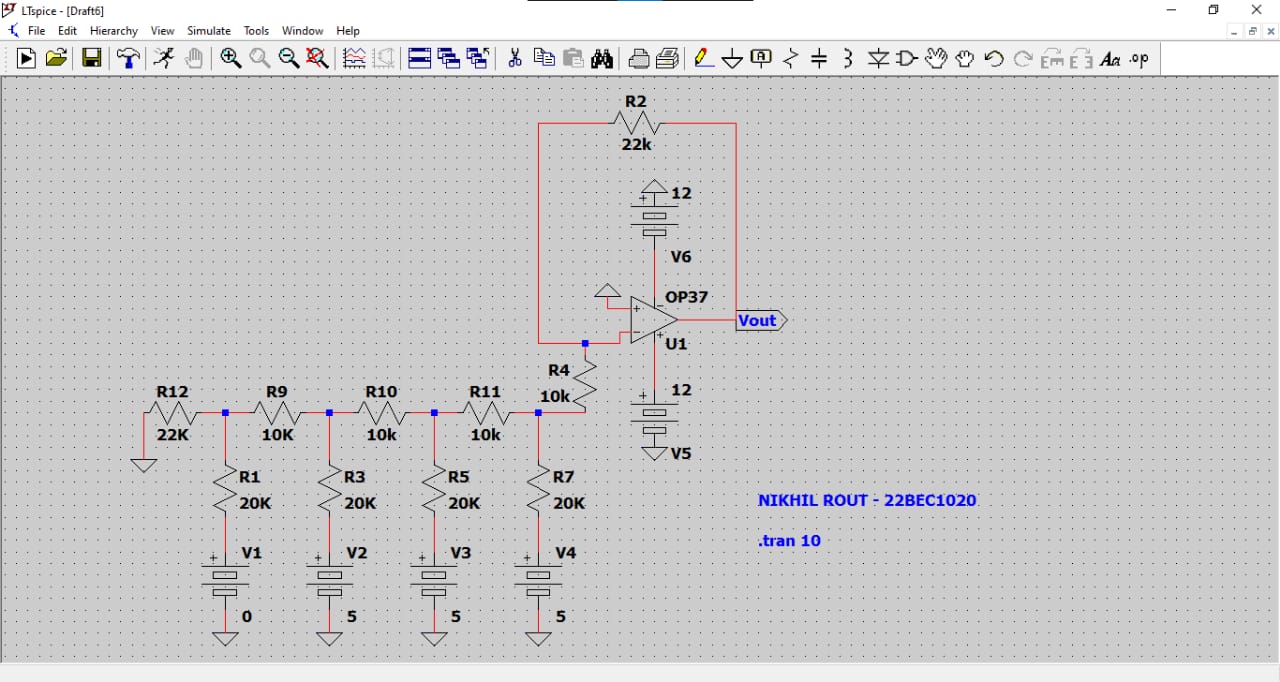 LTspice - [Draft6]
File Edit Hierarchy View Simulate Tools Window Help
Aa .op
R2
22k
12
V6
OP37
Vout
U1
R4
10k
12
V5
R12 R9 R10 R11
22K 10K 10k 10k
R1 R3 R5 R7
20K 20K 20K 20K
NIKHIL ROUT - 22BEC1020
.tran 10
V1 V2 V3 V4
0 5 5 5